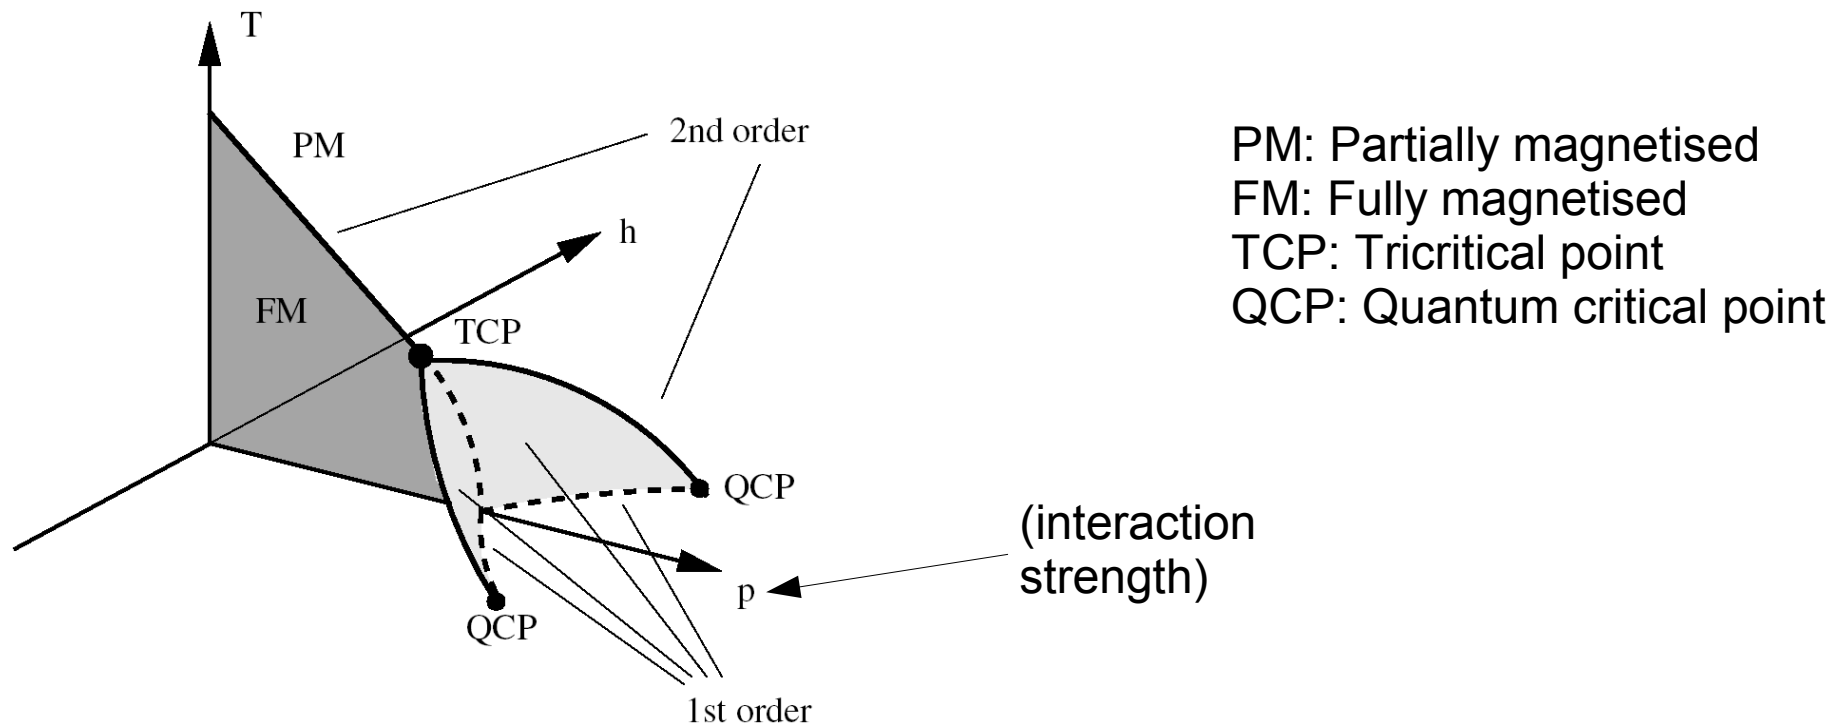 T
PM
2nd order
h
FM
TCP
QCP
p
QCP
1st order
(interaction
strength)
PM: Partially magnetised
FM: Fully magnetised
TCP: Tricritical point
QCP: Quantum critical point